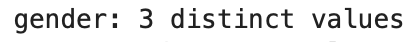 gender: 3 distinct values